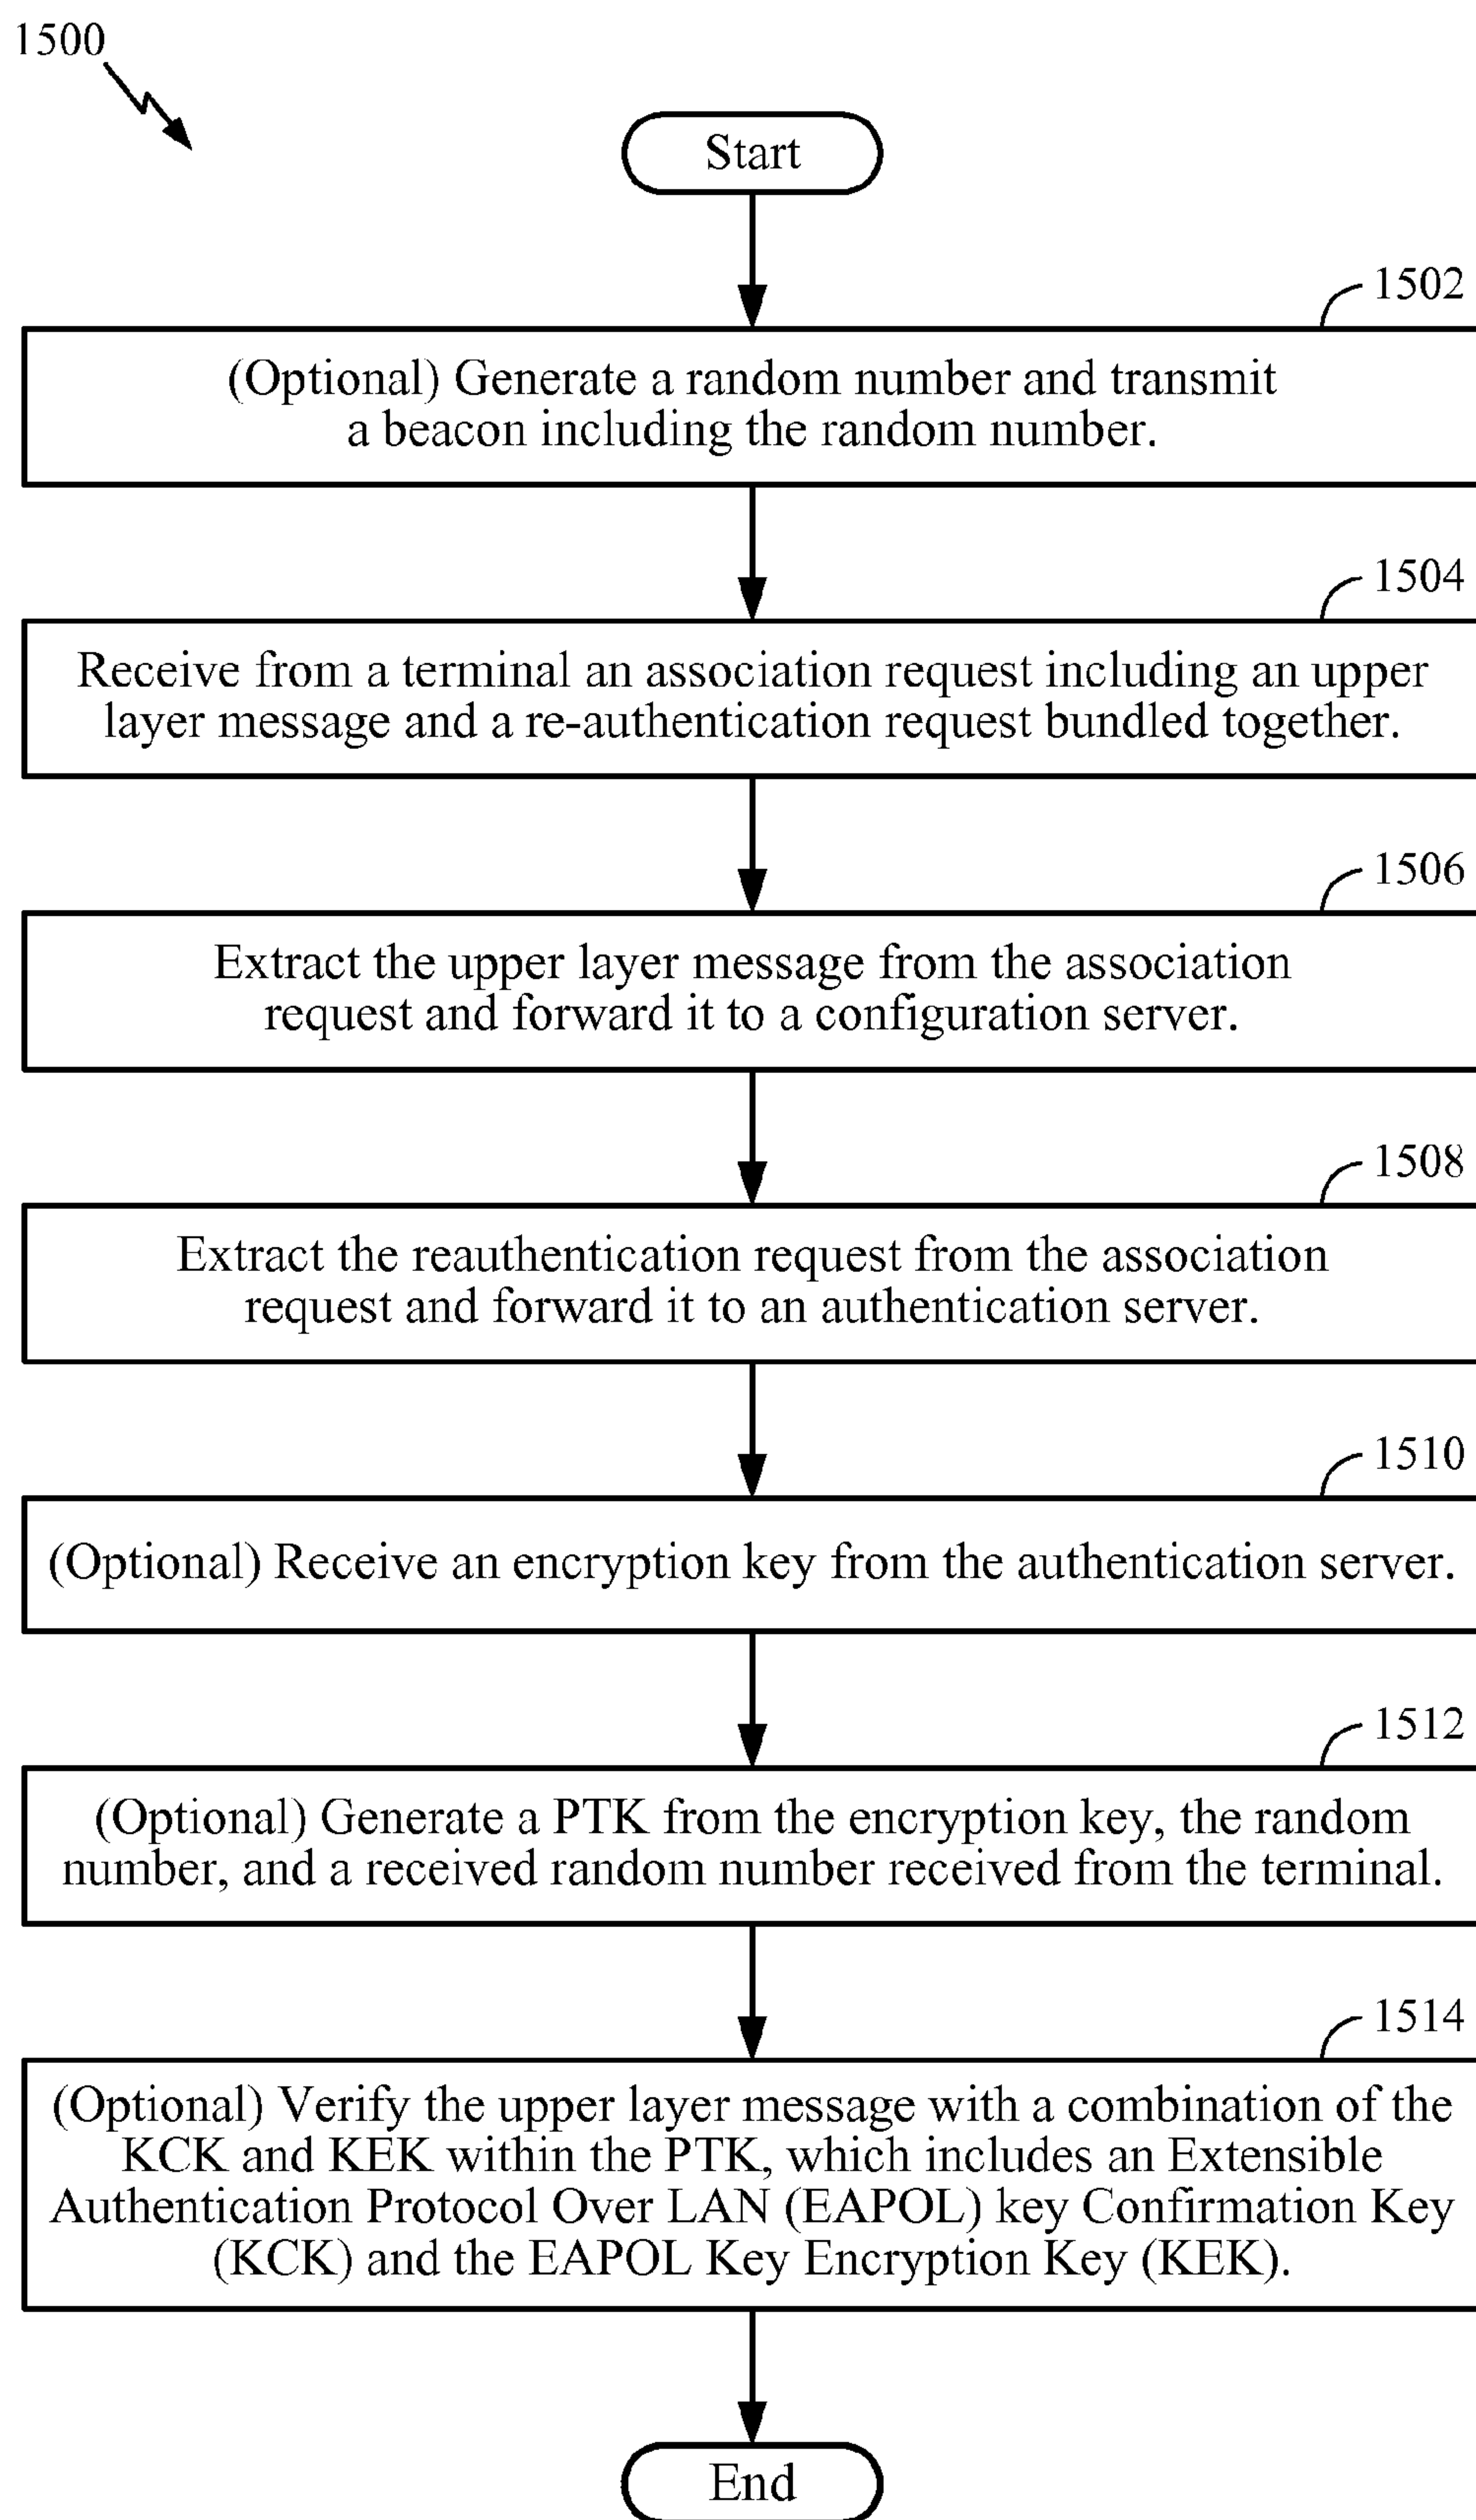 1500
Start
1502
(Optional) Generate a random number and transmit
a beacon including the random number.
1504
Receive from a terminal an association request including an upper
layer message and a re-authentication request bundled together.
1506
Extract the upper layer message from the association
request and forward it to a configuration server.
1508
Extract the reauthentication request from the association
request and forward it to an authentication server.
1510
(Optional) Receive an encryption key from the authentication server.
1512
(Optional) Generate a PTK from the encryption key, the random
number, and a received random number received from the terminal.
1514
(Optional) Verify the upper layer message with a combination of the
KCK and KEK within the PTK, which includes an Extensible
Authentication Protocol Over LAN (EAPOL) key Confirmation Key
(KCK) and the EAPOL Key Encryption Key (KEK).
End